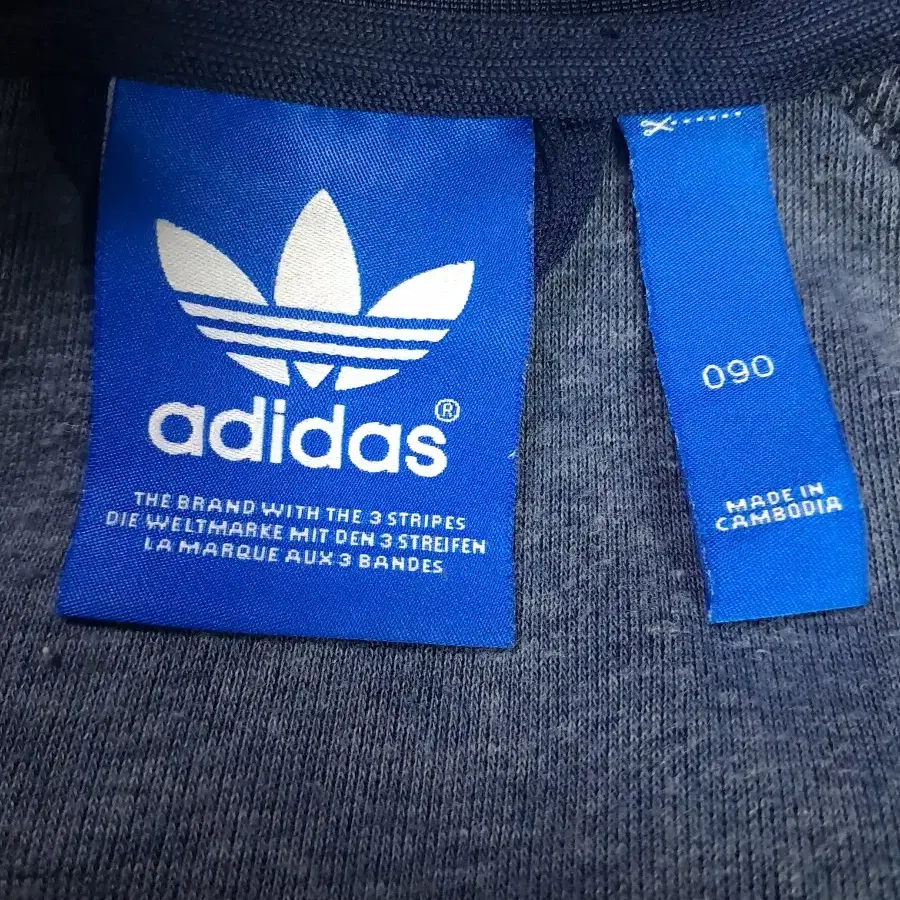 adidas®
THE BRAND WITH THE 3 STRIPES
DIE WELTMARKE MIT DEN 3 STREIFEN
LA MARQUE AUX 3 BANDES
090
MADE IN
CAMBODIA